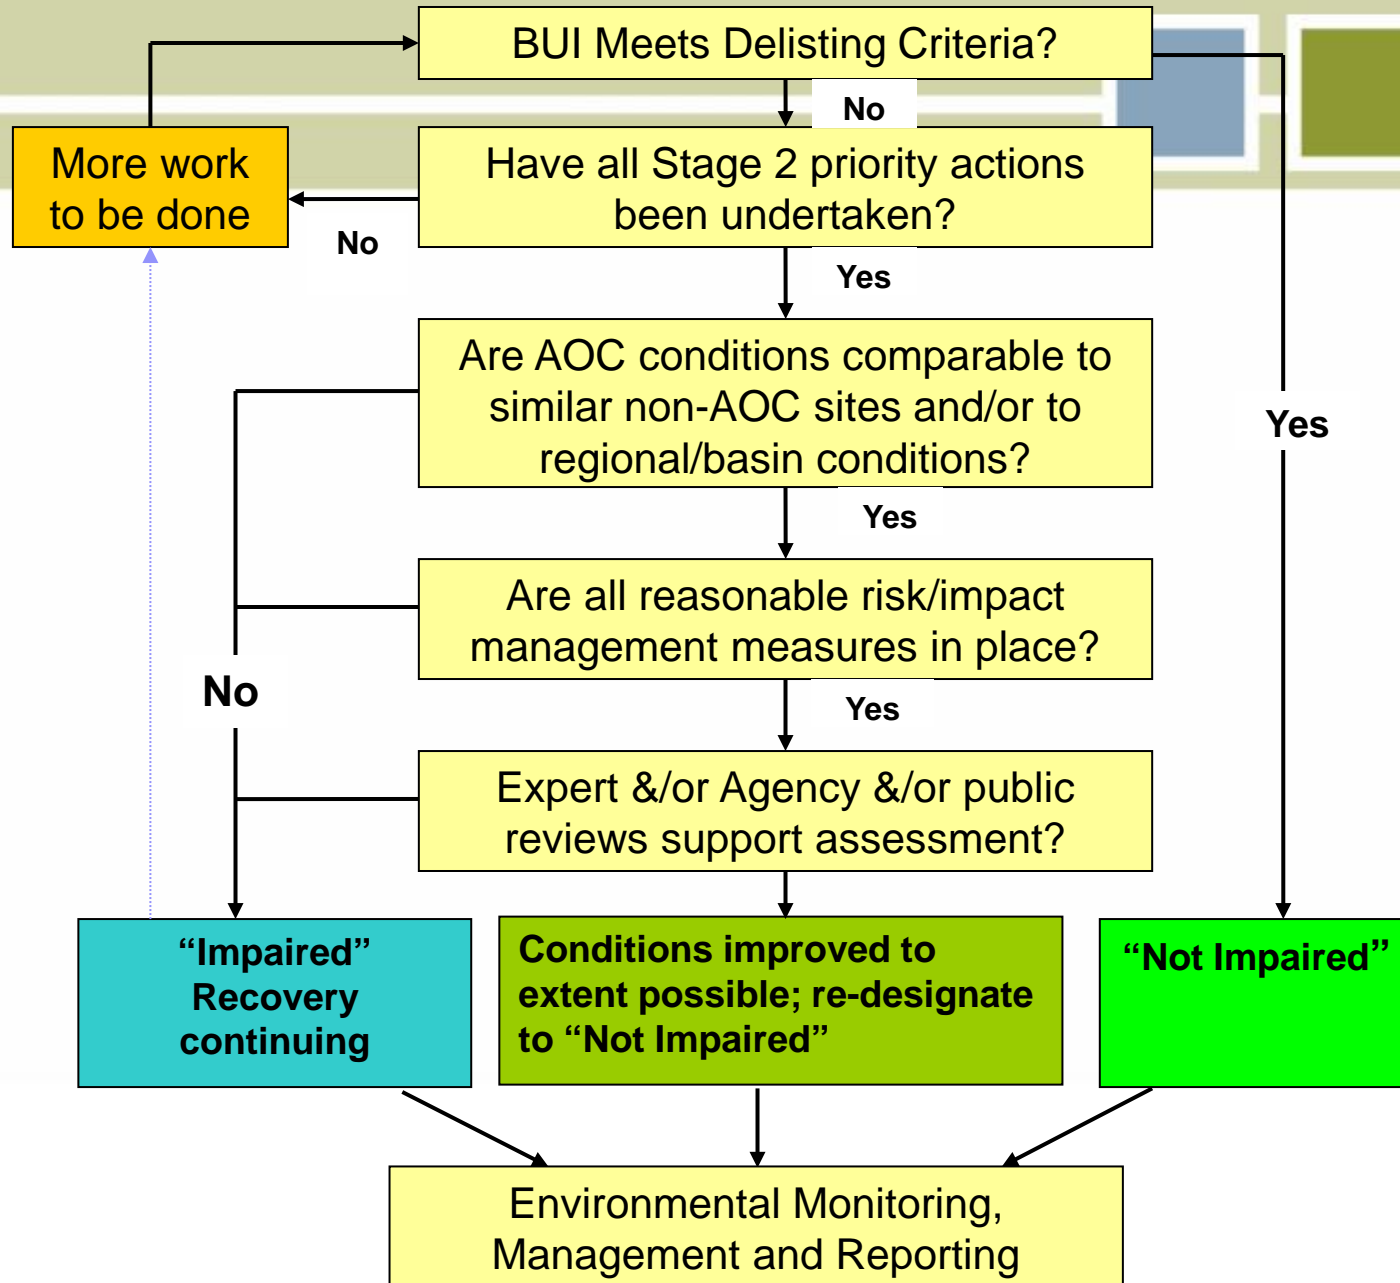 BUI Meets Delisting Criteria?
No
More work
to be done
Have all Stage 2 priority actions
been undertaken?
No
Yes
Are AOC conditions comparable to
similar non-AOC sites and/or to
regional/basin conditions?
Yes
Yes
Are all reasonable risk/impact
management measures in place?
No
Yes
Expert &/or Agency &/or public
reviews support assessment?
“Impaired”
Recovery
continuing
Conditions improved to
extent possible; re-designate
to “Not Impaired”
“Not Impaired”
Environmental Monitoring,
Management and Reporting